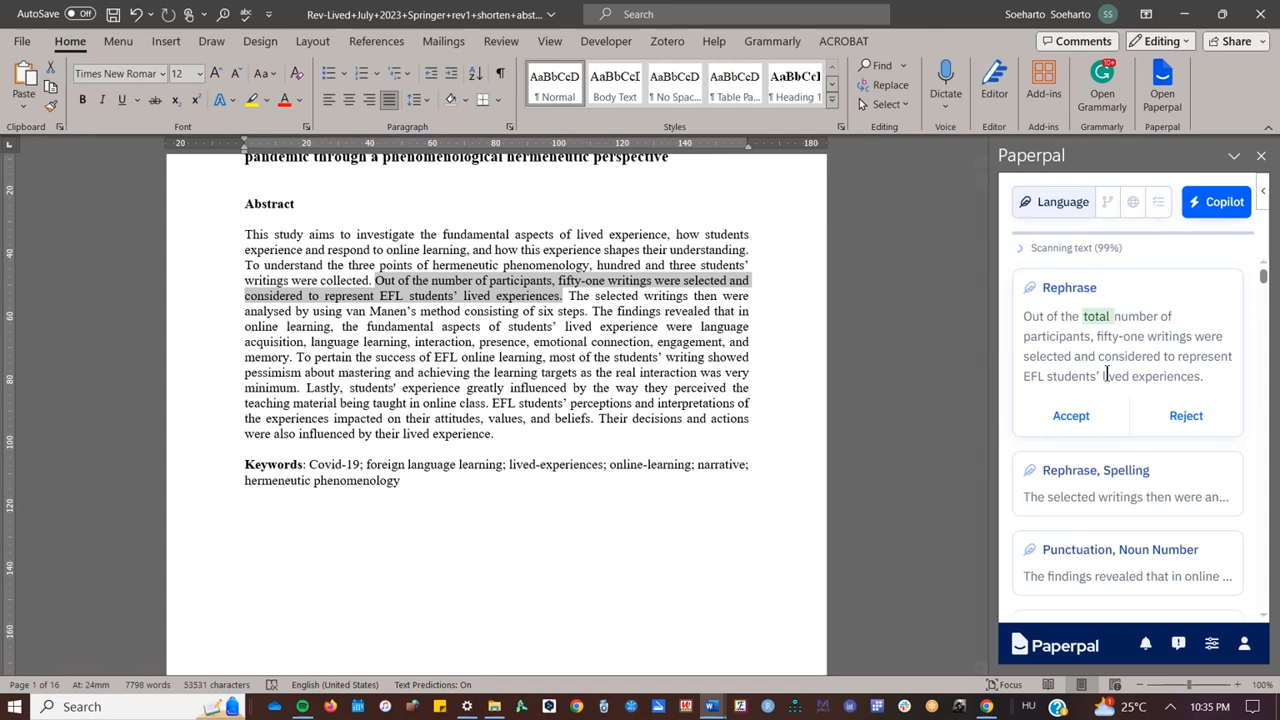 AutoSave Off
Rev-Lived+July+2023+Springer+rev1+shorten+abst...
Search
Soeharto Soeharto SS
File Home Menu Insert Draw Design Layout References Mailings Review View Developer Zotero Help Grammarly ACROBAT
Comments Editing Share
Paste
Times New Roman 12
AaBbCcD AaBbCcI AaBbCcD AaBbCcD AaBbCcI
¶ Normal Body Text ¶ No Spac... ¶ Table Pa... ¶ Heading 1
Find
Replace
Select
Dictate
Editor
Add-ins
Open Grammarly
Open Paperpal
Clipboard Font Paragraph Styles Editing Voice Editor Add-ins Grammarly Paperpal
20 20 40 60 80 100 120 140 180
pandemic through a phenomenological hermeneutic perspective
Abstract
This study aims to investigate the fundamental aspects of lived experience, how students
experience and respond to online learning, and how this experience shapes their understanding.
To understand the three points of hermeneutic phenomenology, hundred and three students’
writings were collected. Out of the number of participants, fifty-one writings were selected and
considered to represent EFL students’ lived experiences. The selected writings then were
analysed by using van Manen’s method consisting of six steps. The findings revealed that in
online learning, the fundamental aspects of students’ lived experience were language
acquisition, language learning, interaction, presence, emotional connection, engagement, and
memory. To pertain the success of EFL online learning, most of the students’ writing showed
pessimism about mastering and achieving the learning targets as the real interaction was very
minimum. Lastly, students' experience greatly influenced by the way they perceived the
teaching material being taught in online class. EFL students’ perceptions and interpretations of
the experiences impacted on their attitudes, values, and beliefs. Their decisions and actions
were also influenced by their lived experience.
Keywords: Covid-19; foreign language learning; lived-experiences; online-learning; narrative;
hermeneutic phenomenology
Paperpal
Language
Copilot
Scanning text (99%)
Rephrase
Out of the total number of
participants, fifty-one writings were
selected and considered to represent
EFL students’ lived experiences.
Accept Reject
Rephrase, Spelling
The selected writings then were an...
Punctuation, Noun Number
The findings revealed that in online ...
Paperpal
Page 1 of 16 At: 24mm 7798 words 53531 characters English (United States) Text Predictions: On
Focus
100%
Search
25°C
HU
10:35 PM